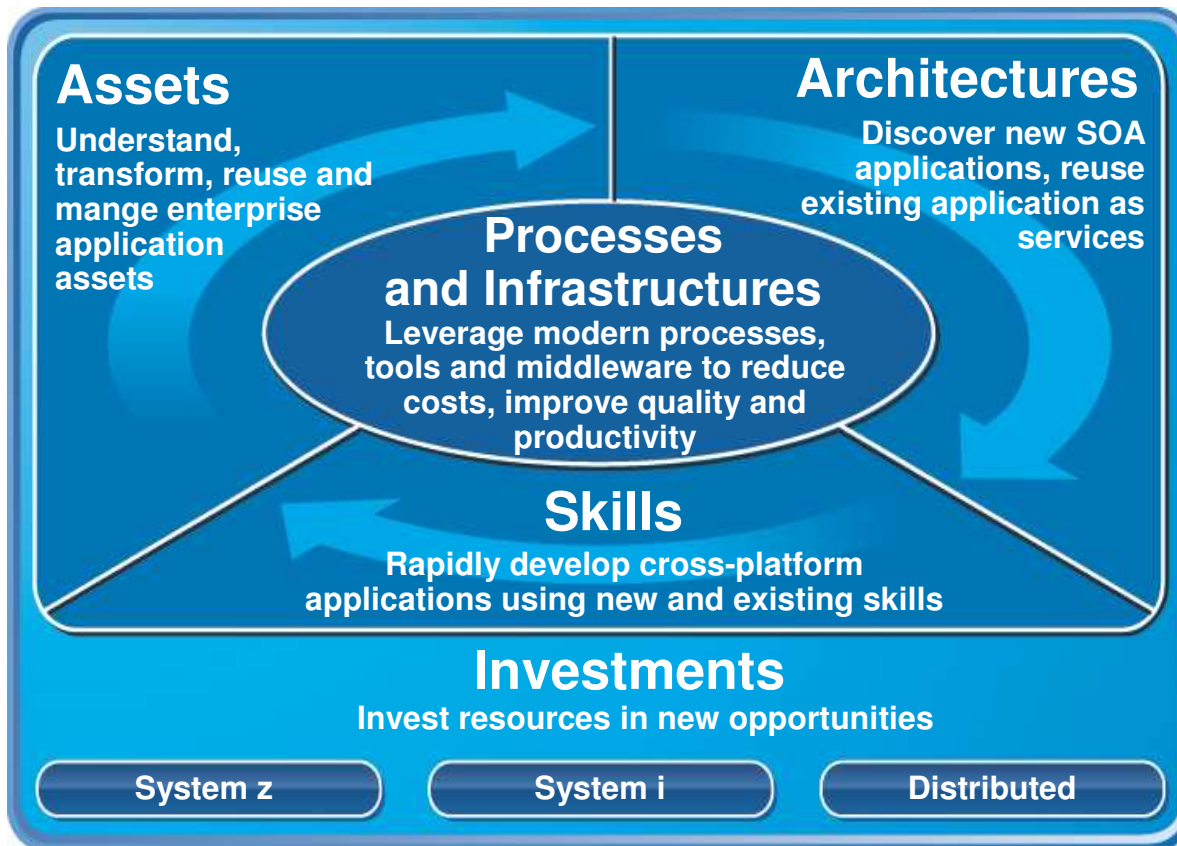 Assets
Understand,
transform, reuse and
mange enterprise
application
assets
Architectures
Discover new SOA
applications, reuse
existing application as
services
Processes
and Infrastructures
Leverage modern processes,
tools and middleware to reduce
costs, improve quality and
productivity
Skills
Rapidly develop cross-platform
applications using new and existing skills
Investments
Invest resources in new opportunities
System z
System i
Distributed